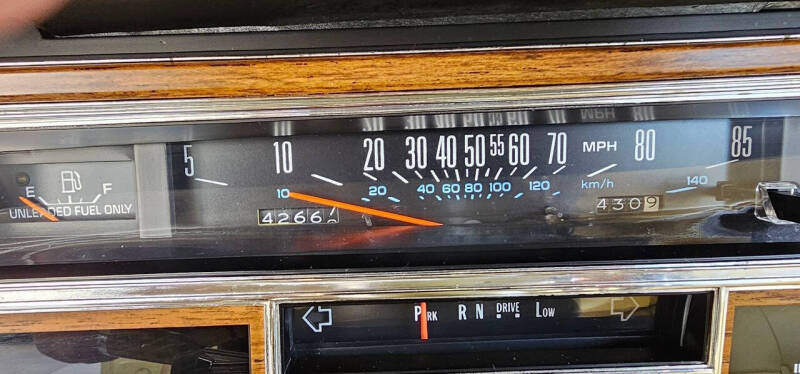 5 10 20 30 40 50 55 60 70 MPH 80 85
E F
10 20 40 60 80 100 120 km/h 140
UNLEADED FUEL ONLY
4266 4309
PARK R N DRIVE LOW